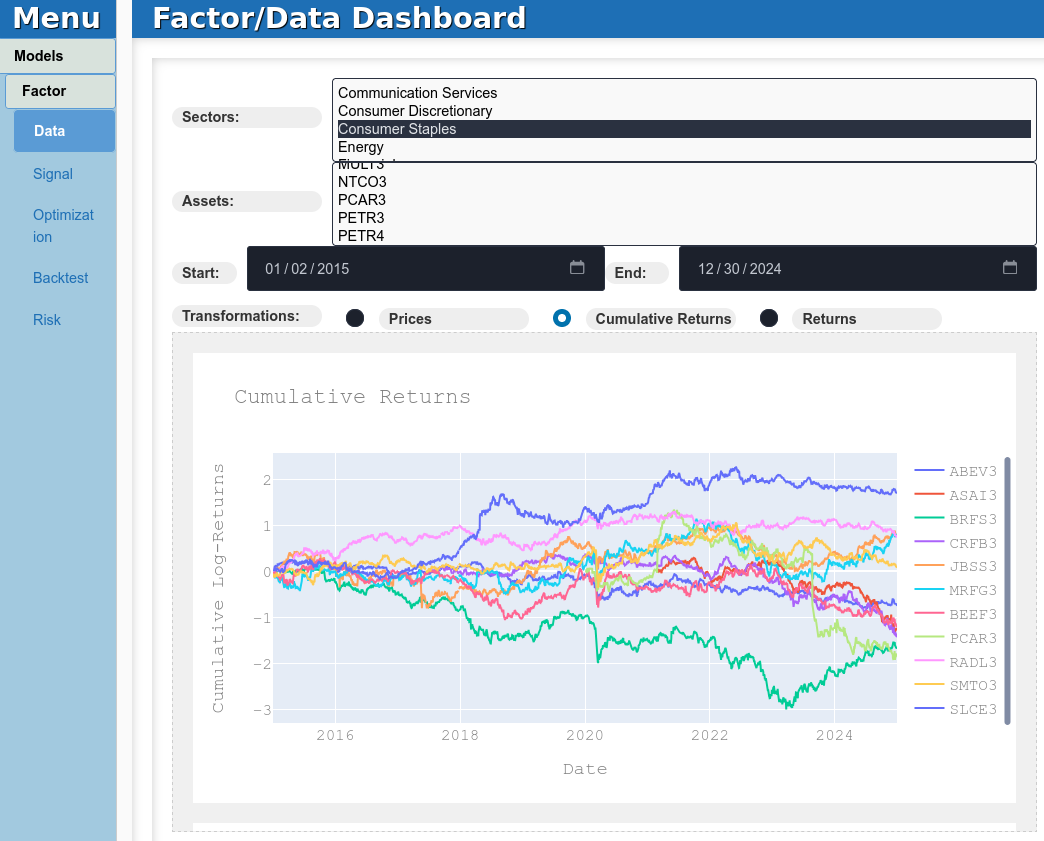 Menu
Factor/Data Dashboard
Models
Factor
Data
Signal
Optimizat
ion
Backtest
Risk
Sectors:
Communication Services
Consumer Discretionary
Consumer Staples
Energy
Assets:
MULT3
NTCO3
PCAR3
PETR3
PETR4
Start:
01/02/2015
End:
12/30/2024
Transformations:
Prices
Cumulative Returns
Returns
Cumulative Returns
Cumulative Log-Returns
2
1
0
−1
−2
−3
2016
2018
2020
2022
2024
Date
ABEV3
ASAI3
BRFS3
CRFB3
JBSS3
MRFG3
BEEF3
PCAR3
RADL3
SMTO3
SLCE3